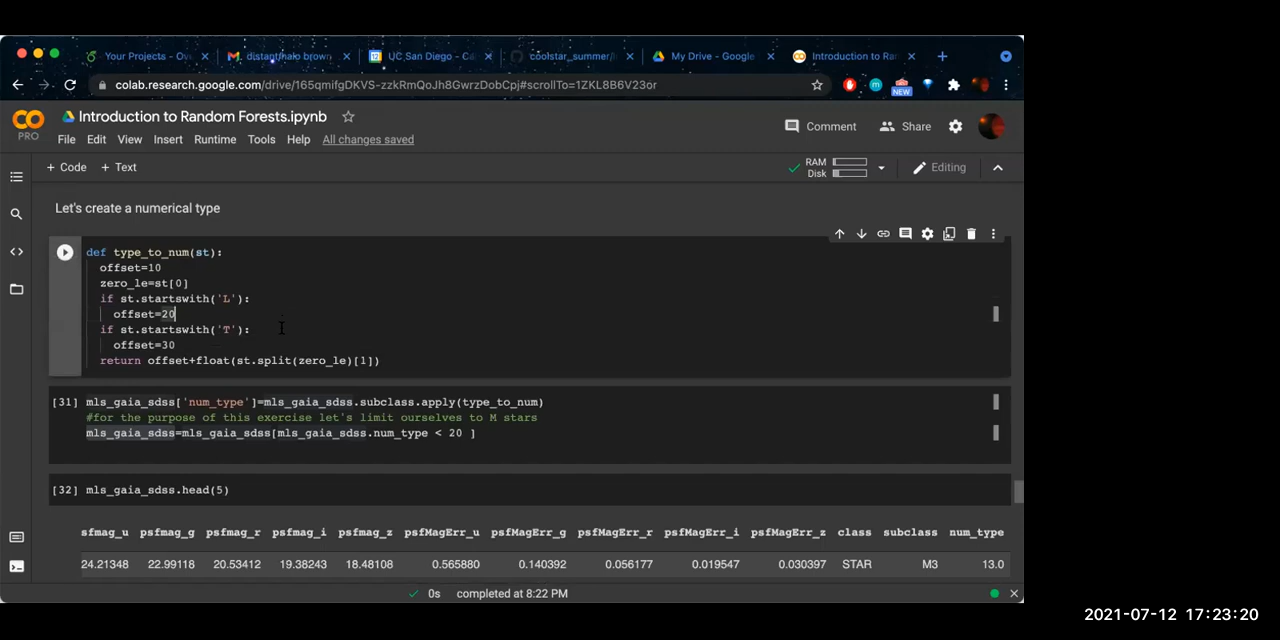 Your Projects - Ove
distantmalo brown
UC San Diego - Ca
coolstar_summer/
My Drive - Google
Introduction to Ran
colab.research.google.com/drive/165qmifgDKVS-zzkRmQoJh8GwrzDobCpj#scrollTo=1ZKL8B6V23or
NEW
CO
PRO
Introduction to Random Forests.ipynb
File Edit View Insert Runtime Tools Help All changes saved
Comment Share
+ Code + Text
RAM
Disk
Editing
Let's create a numerical type
def type_to_num(st):
offset=10
zero_le=st[0]
if st.startswith('L'):
offset=20
if st.startswith('T'):
offset=30
return offset+float(st.split(zero_le)[1])
[31] mls_gaia_sdss['num_type']=mls_gaia_sdss.subclass.apply(type_to_num)
#for the purpose of this exercise let's limit ourselves to M stars
mls_gaia_sdss=mls_gaia_sdss[mls_gaia_sdss.num_type < 20 ]
[32] mls_gaia_sdss.head(5)
sfmag_u psfmag_g psfmag_r psfmag_i psfmag_z psfMagErr_u psfMagErr_g psfMagErr_r psfMagErr_i psfMagErr_z class subclass num_type
24.21348 22.99118 20.53412 19.38243 18.48108 0.565880 0.140392 0.056177 0.019547 0.030397 STAR M3 13.0
0s completed at 8:22 PM
2021-07-12 17:23:20